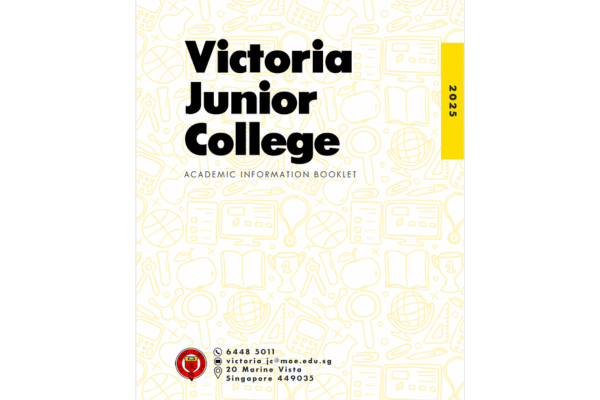 Victoria
Junior
College
ACADEMIC INFORMATION BOOKLET
2025
6448 5011
victoria_jc@moe.edu.sg
20 Marine Vista
Singapore 449035